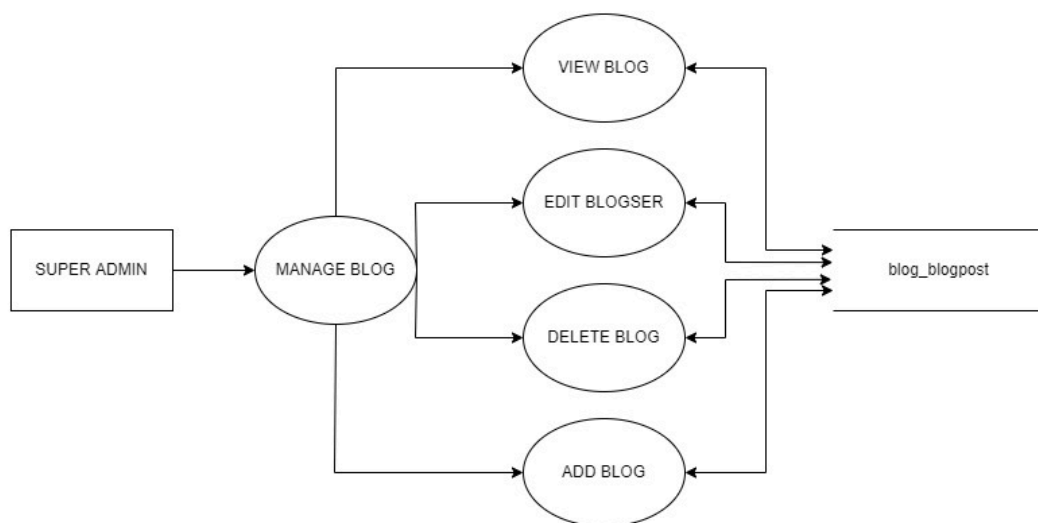 VIEW BLOG
EDIT BLOGSER
SUPER ADMIN
MANAGE BLOG
blog_blogpost
DELETE BLOG
ADD BLOG